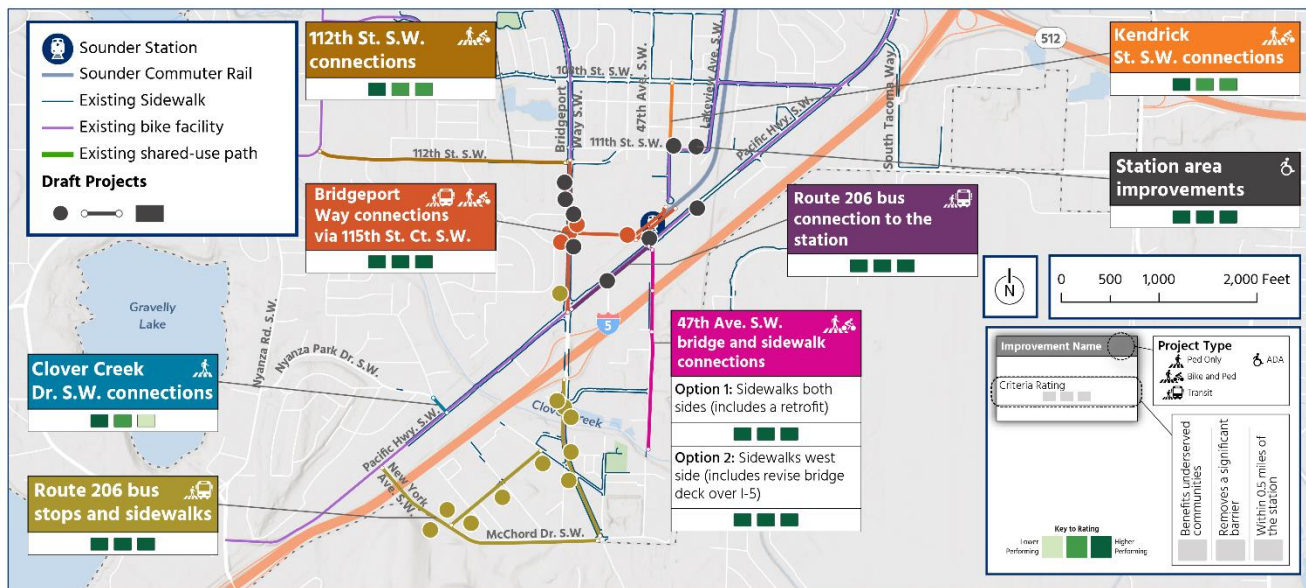 Sounder Station
Sounder Commuter Rail
Existing Sidewalk
Existing bike facility
Existing shared-use path
Draft Projects
112th St. S.W.
connections
Kendrick
St. S.W. connections
Station area
improvements
Bridgeport
Way connections
via 115th St. Ct. S.W.
Route 206 bus
connection to the
station
47th Ave. S.W.
bridge and sidewalk
connections
Option 1: Sidewalks both
sides (includes a retrofit)
Option 2: Sidewalks west
side (includes revise bridge
deck over I-5)
Clover Creek
Dr. S.W. connections
Route 206 bus
stops and sidewalks
108th St. S.W.
Bridgeport
Way S.W.
47th Ave. S.W.
Lakeview Ave. S.W.
Pacific Hwy. S.W.
South Tacoma Way
512
111th St. S.W.
112th St. S.W.
5
Gravelly
Lake
Nyanza Rd. S.W.
Nyanza Park Dr. S.W.
Pacific Hwy. S.W.
Clover Creek
New York
Ave. S.W.
McChord Dr. S.W.
N
0 500 1,000 2,000 Feet
Improvement Name
Criteria Rating
Project Type
Ped Only
ADA
Bike and Ped
Transit
Benefits underserved
communities
Removes a significant
barrier
Within 0.5 miles of
the station
Key to Rating
Lower
Performing
Higher
Performing